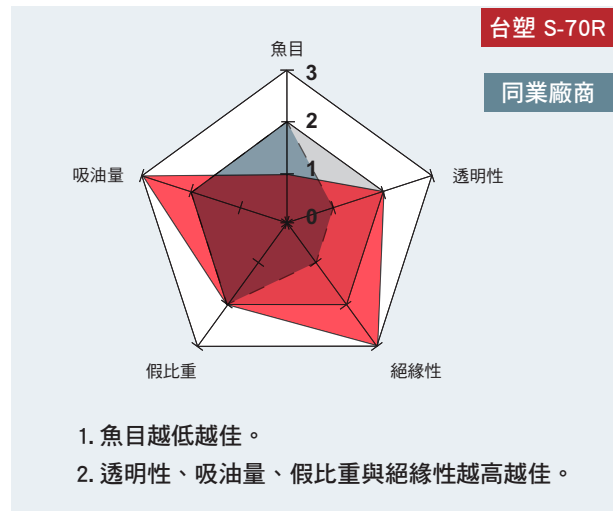 台塑 S-70R
同業廠商
魚目
3
2
1
0
吸油量
透明性
假比重
絕緣性
1. 魚目越低越佳。
2. 透明性、吸油量、假比重與絕緣性越高越佳。